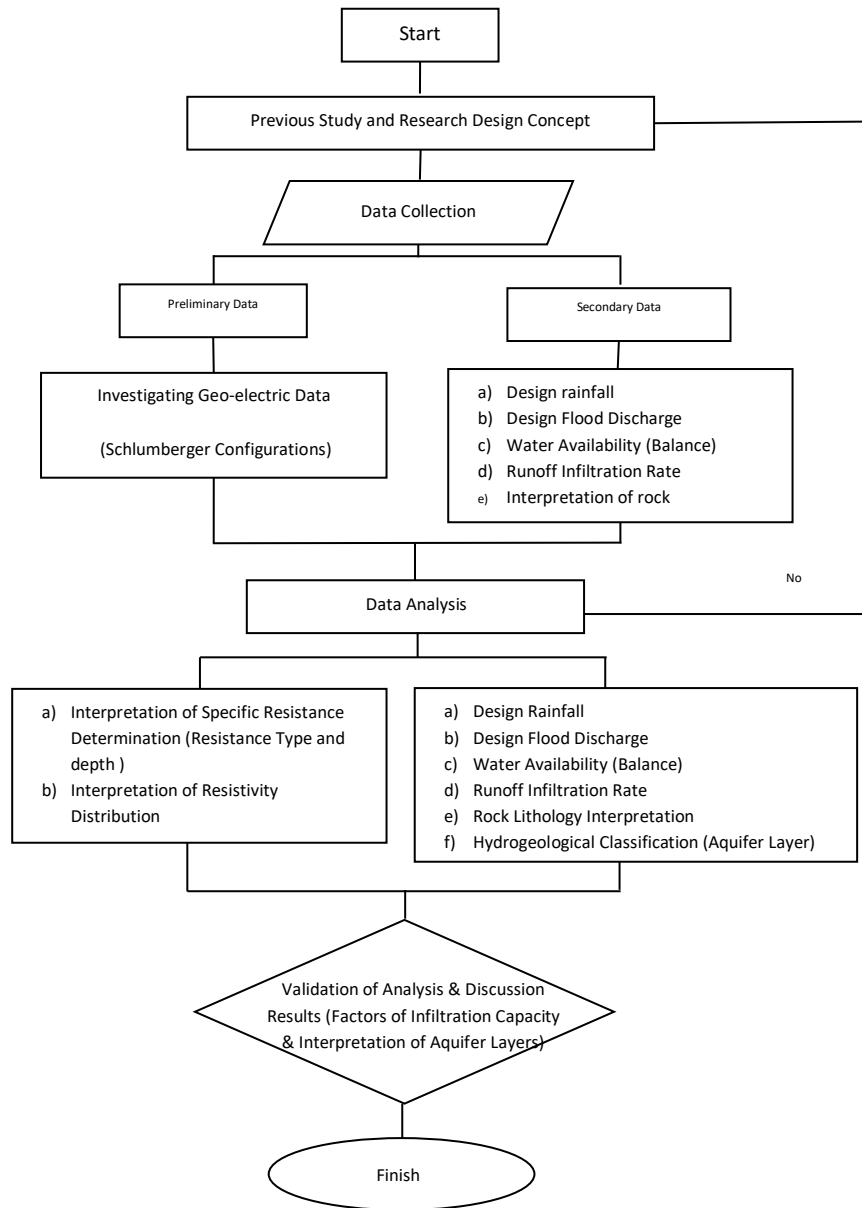 Start
Previous Study and Research Design Concept
Data Collection
Preliminary Data
Secondary Data
Investigating Geo-electric Data
(Schlumberger Configurations)
a) Design rainfall
b) Design Flood Discharge
c) Water Availability (Balance)
d) Runoff Infiltration Rate
e) Interpretation of rock
No
Data Analysis
a) Interpretation of Specific Resistance
Determination (Resistance Type and
depth )
b) Interpretation of Resistivity
Distribution
a) Design Rainfall
b) Design Flood Discharge
c) Water Availability (Balance)
d) Runoff Infiltration Rate
e) Rock Lithology Interpretation
f) Hydrogeological Classification (Aquifer Layer)
Validation of Analysis & Discussion
Results (Factors of Infiltration Capacity
& Interpretation of Aquifer Layers)
Finish